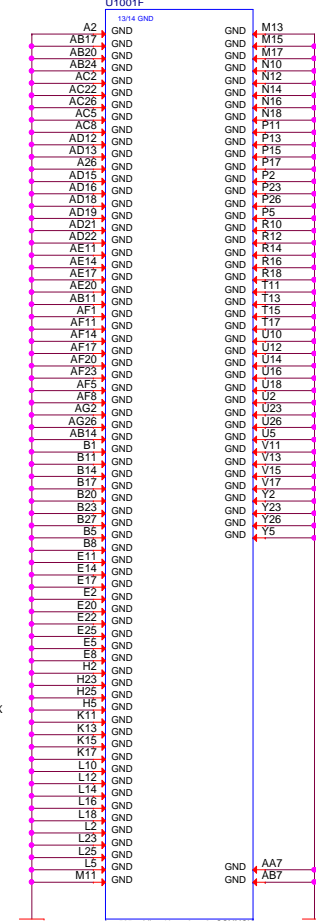 U1001F
13/14 GND
A2 GND GND M13
AB17 GND GND M15
AB20 GND GND M17
AB24 GND GND N10
AC2 GND GND N12
AC22 GND GND N14
AC26 GND GND N16
AC5 GND GND N18
AC8 GND GND P11
AD12 GND GND P13
AD13 GND GND P15
A26 GND GND P17
AD15 GND GND P2
AD16 GND GND P23
AD18 GND GND P26
AD19 GND GND P5
AD21 GND GND R10
AD22 GND GND R12
AE11 GND GND R14
AE14 GND GND R16
AE17 GND GND R18
AE20 GND GND T11
AB11 GND GND T13
AF1 GND GND T15
AF11 GND GND T17
AF14 GND GND U10
AF17 GND GND U12
AF20 GND GND U14
AF23 GND GND U16
AF5 GND GND U18
AF8 GND GND U2
AG2 GND GND U23
AG26 GND GND U26
AB14 GND GND U5
B1 GND GND V11
B11 GND GND V13
B14 GND GND V15
B17 GND GND V17
B20 GND GND Y2
B23 GND GND Y23
B27 GND GND Y26
B5 GND GND Y5
B8 GND
E11 GND
E14 GND
E17 GND
E2 GND
E20 GND
E22 GND
E25 GND
E5 GND
E8 GND
H2 GND
H23 GND
H25 GND
H5 GND
K11 GND
K13 GND
K15 GND
K17 GND
L10 GND
L12 GND
L14 GND
L16 GND
L18 GND
L2 GND
L23 GND
L25 GND
L5 GND GND AA7
M11 GND GND AB7